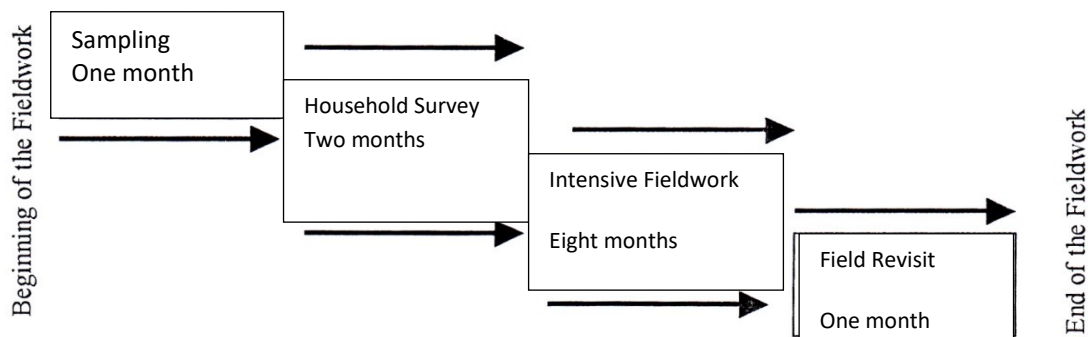 Beginning of the Fieldwork
Sampling
One month
Household Survey
Two months
Intensive Fieldwork
Eight months
Field Revisit
One month
End of the Fieldwork